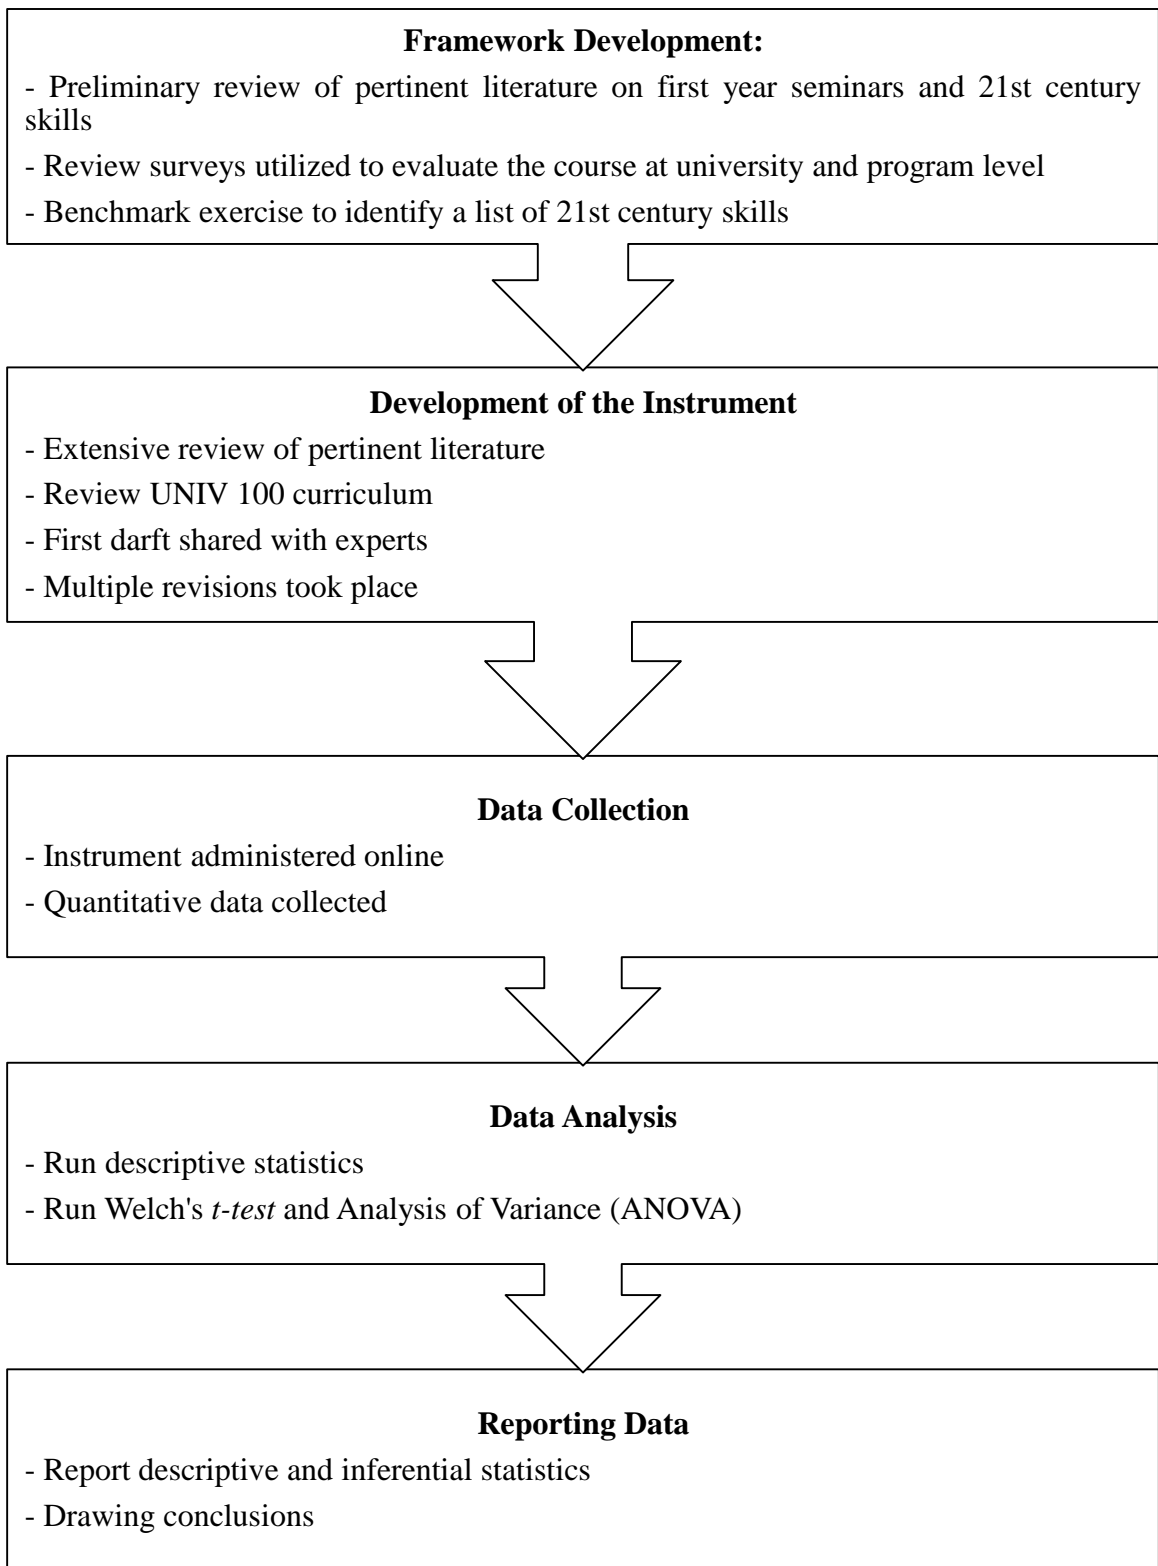 Framework Development:
- Preliminary review of pertinent literature on first year seminars and 21st century
skills
- Review surveys utilized to evaluate the course at university and program level
- Benchmark exercise to identify a list of 21st century skills
Development of the Instrument
- Extensive review of pertinent literature
- Review UNIV 100 curriculum
- First darft shared with experts
- Multiple revisions took place
Data Collection
- Instrument administered online
- Quantitative data collected
Data Analysis
- Run descriptive statistics
- Run Welch's t-test and Analysis of Variance (ANOVA)
Reporting Data
- Report descriptive and inferential statistics
- Drawing conclusions